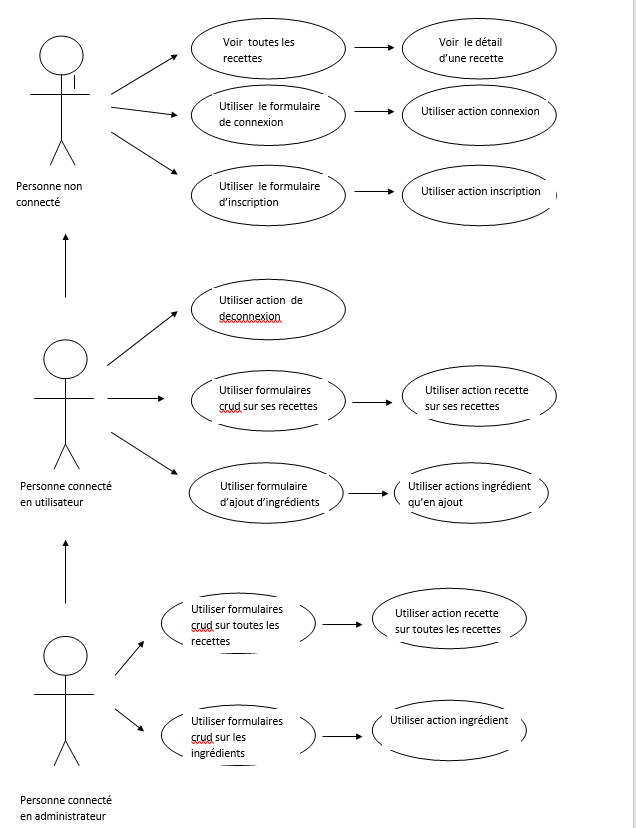 Voir toutes les
recettes
Voir le détail
d'une recette
Utiliser le formulaire
de connexion
Utiliser action connexion
Utiliser le formulaire
d'inscription
Utiliser action inscription
Personne non
connecté
Utiliser action de
deconnexion
Utiliser formulaires
crud sur ses recettes
Utiliser action recette
sur ses recettes
Utiliser formulaire
d'ajout d'ingrédients
Utiliser actions ingrédient
qu'en ajout
Personne connecté
en utilisateur
Utiliser formulaires
crud sur toutes les
recettes
Utiliser action recette
sur toutes les recettes
Utiliser formulaires
crud sur les
ingrédients
Utiliser action ingrédient
Personne connecté
en administrateur